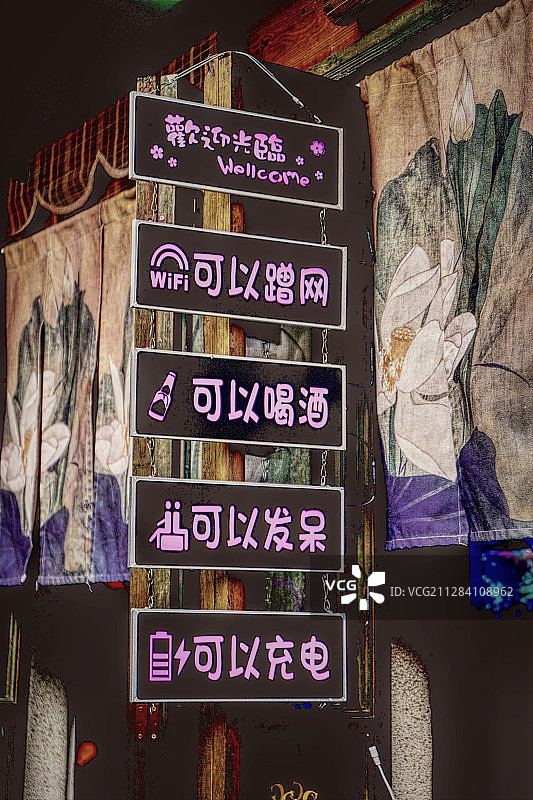 歡迎光臨
Wellcome
WiFi 可以蹭网
可以喝酒
可以发呆
VCG
ID: VCG211284108962
可以充电